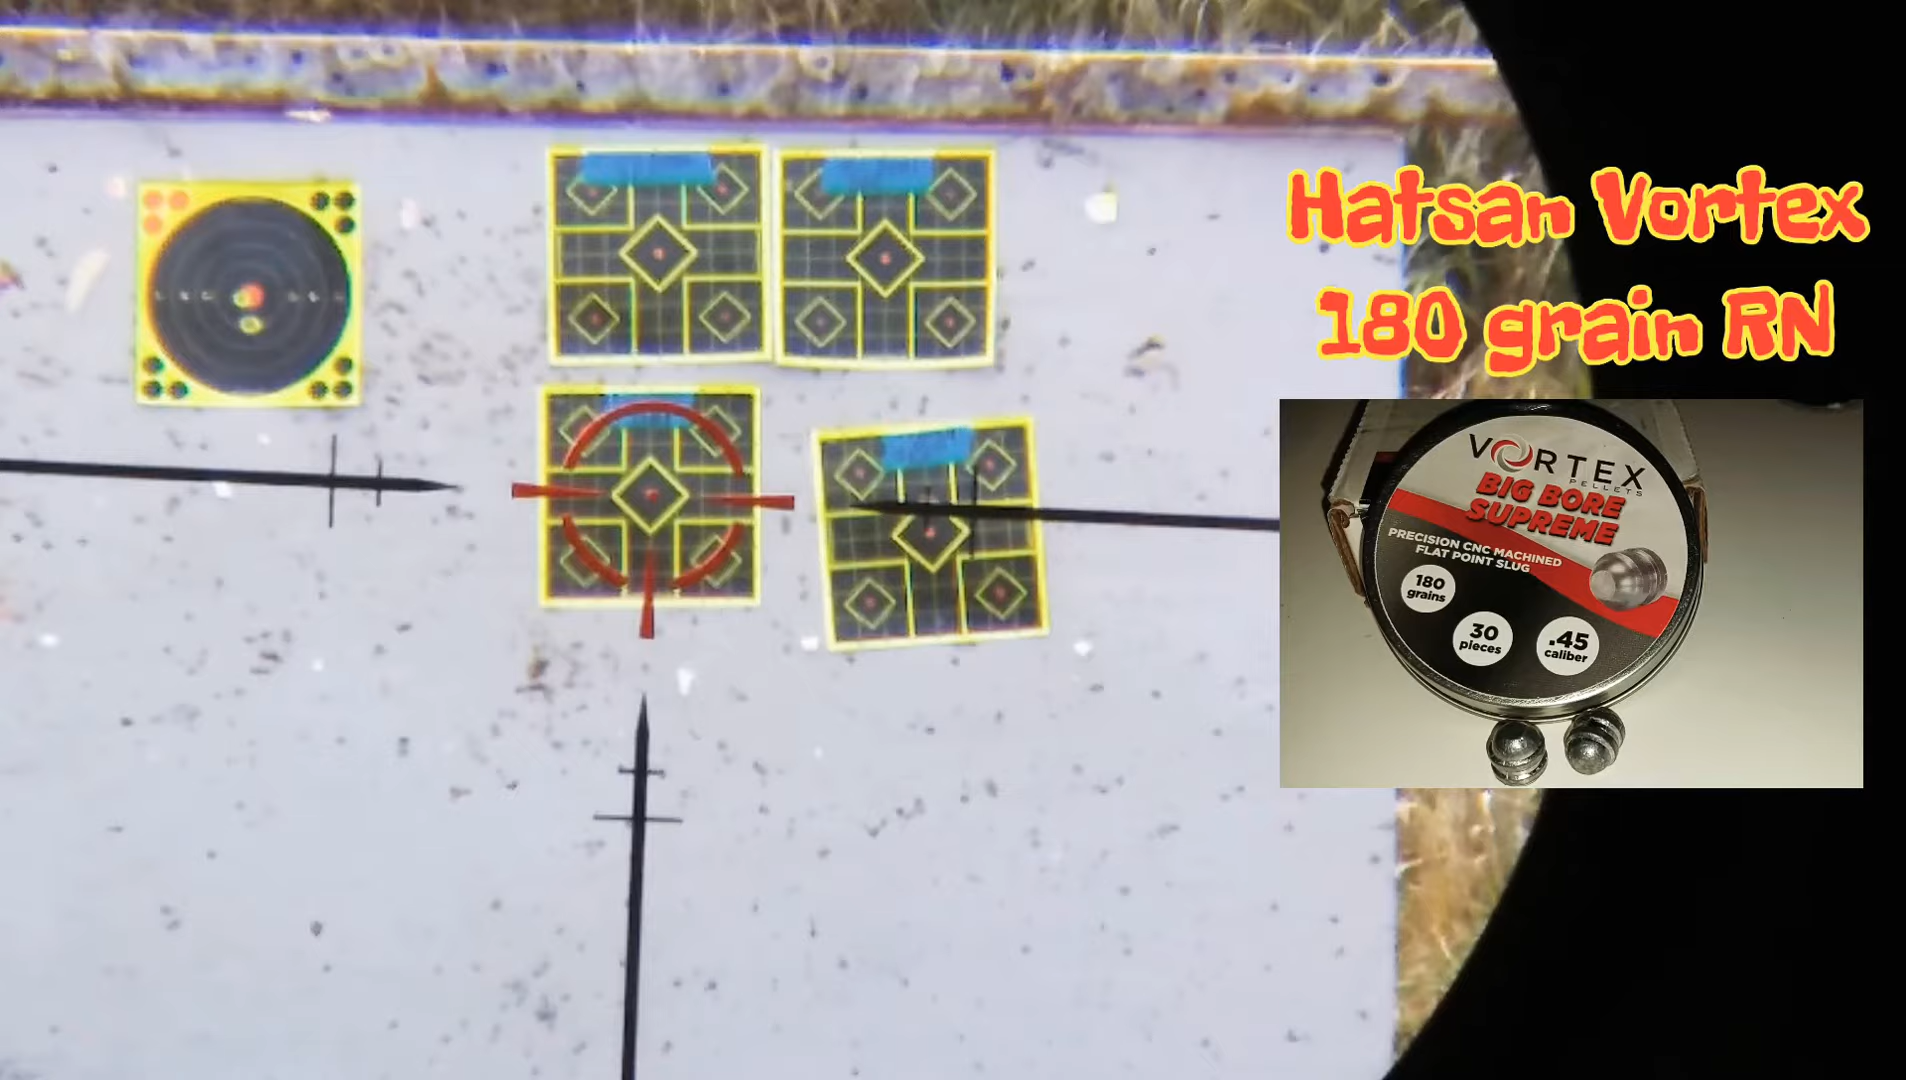 Hatsan Vortex
180 grain RN
VORTEX
PELLETS
BIG BORE
SUPREME
PRECISION CNC MACHINED
FLAT POINT SLUG
180
grains
30
pieces
.45
caliber